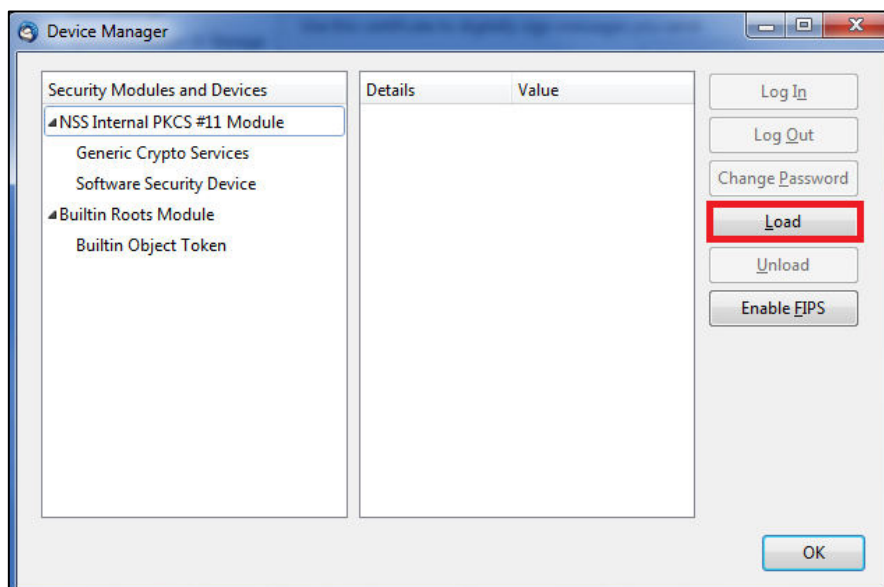 Device Manager
Security Modules and Devices
Details
Value
NSS Internal PKCS #11 Module
Generic Crypto Services
Software Security Device
Builtin Roots Module
Builtin Object Token
Log In
Log Out
Change Password
Load
Unload
Enable FIPS
OK